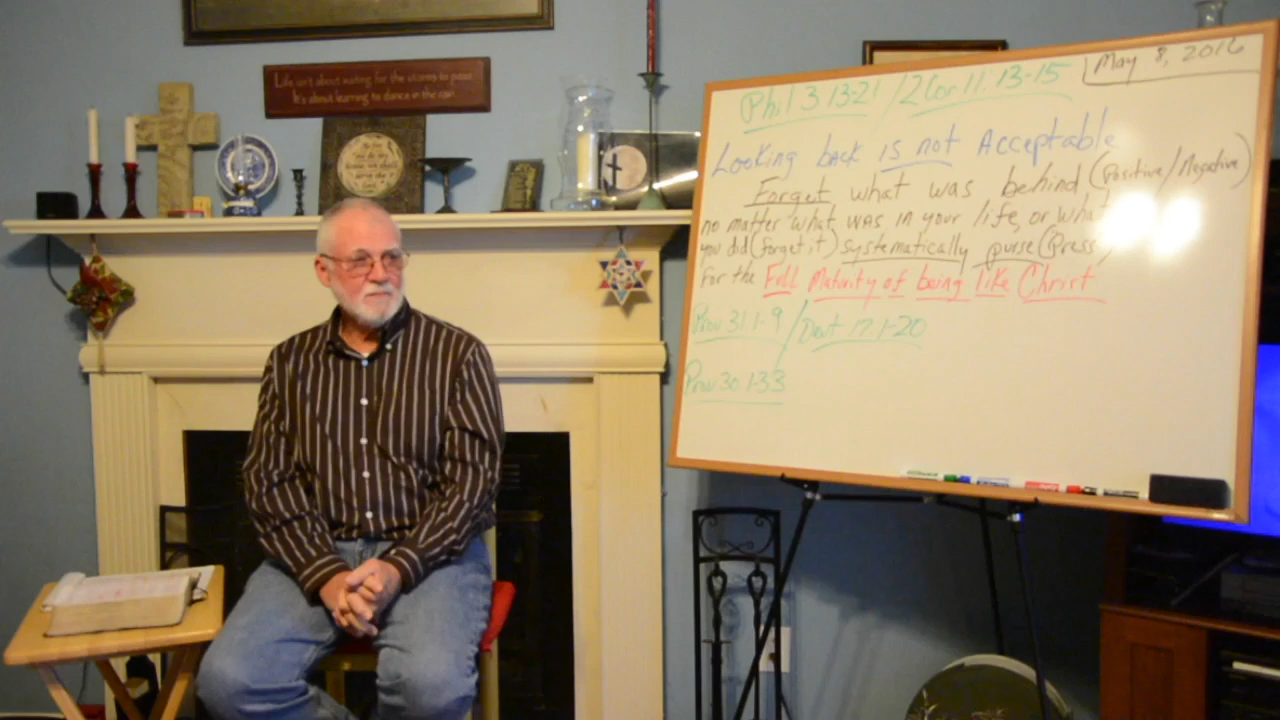 Life isn't about waiting for the storms to pass.
It's about learning to dance in the rain.
May 8, 2016
Phil 3 13-21 / 2 Cor 11. 13-15
Looking back is not Acceptable
Forget what was behind (Positive/Negative)
no matter what was in your life, or what
you did (forget it) systematically purse (Press)
For the Full Maturity of being like Christ
Prov 31. 1-9 / Deut 17. 1-20
Prov 30. 1-33